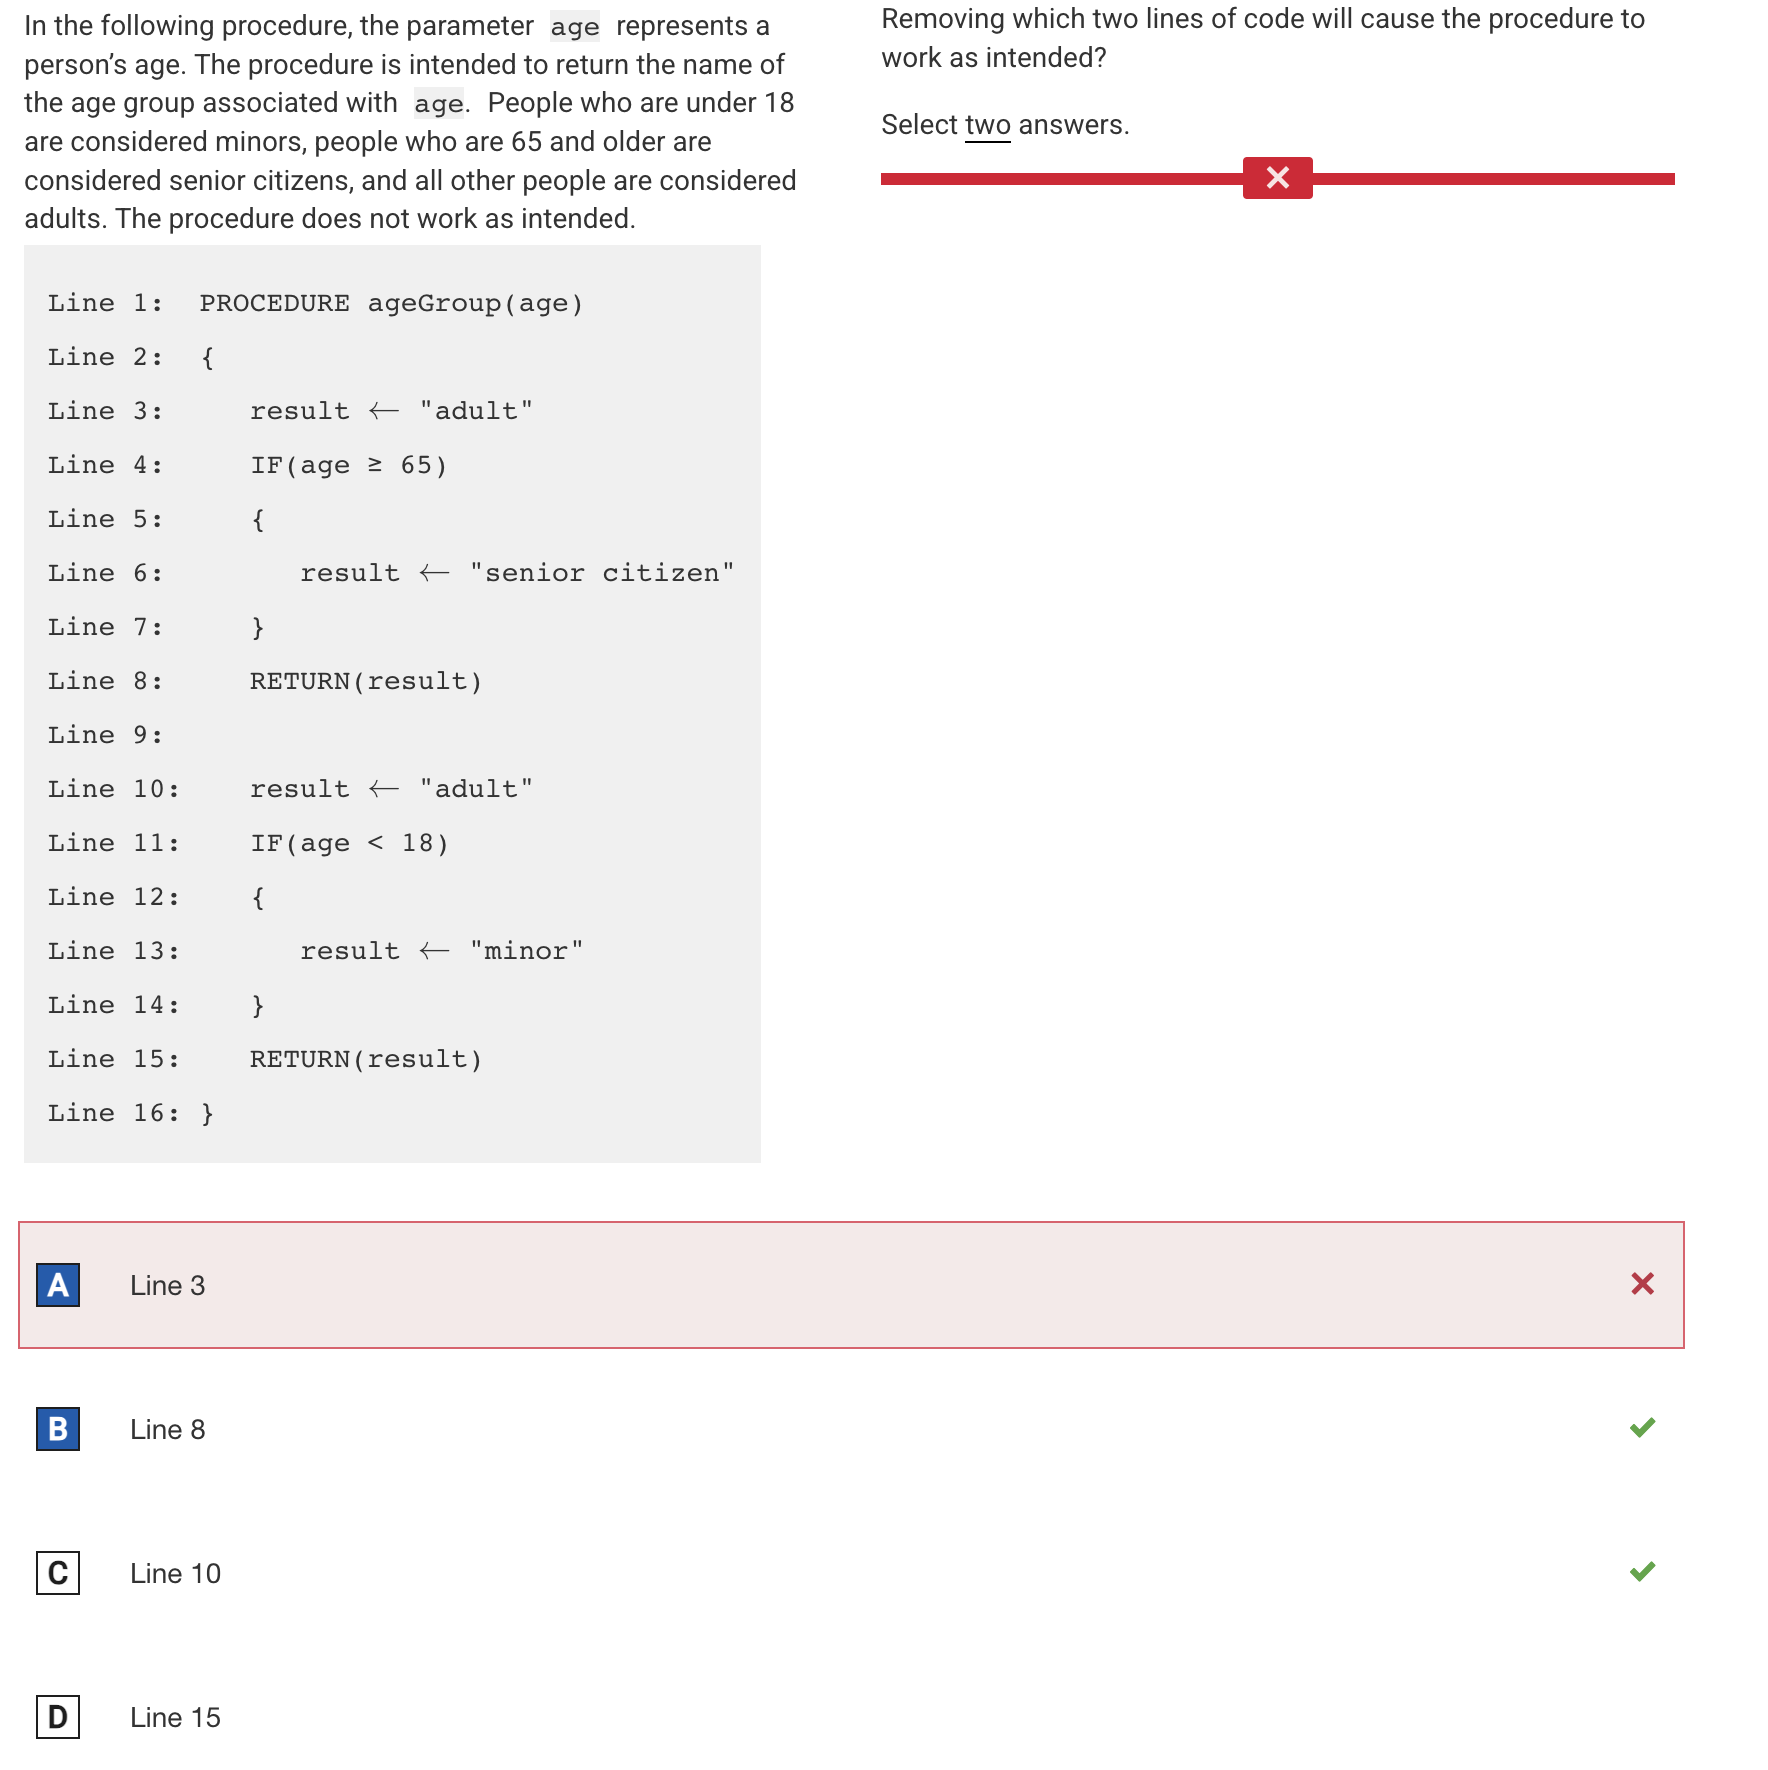 In the following procedure, the parameter age represents a
person’s age. The procedure is intended to return the name of
the age group associated with age. People who are under 18
are considered minors, people who are 65 and older are
considered senior citizens, and all other people are considered
adults. The procedure does not work as intended.
Line 1: PROCEDURE ageGroup(age)
Line 2: {
Line 3: result ← "adult"
Line 4: IF(age ≥ 65)
Line 5: {
Line 6: result ← "senior citizen"
Line 7: }
Line 8: RETURN(result)
Line 9:
Line 10: result ← "adult"
Line 11: IF(age < 18)
Line 12: {
Line 13: result ← "minor"
Line 14: }
Line 15: RETURN(result)
Line 16: }
Removing which two lines of code will cause the procedure to
work as intended?
Select two answers.
A Line 3
B Line 8
C Line 10
D Line 15